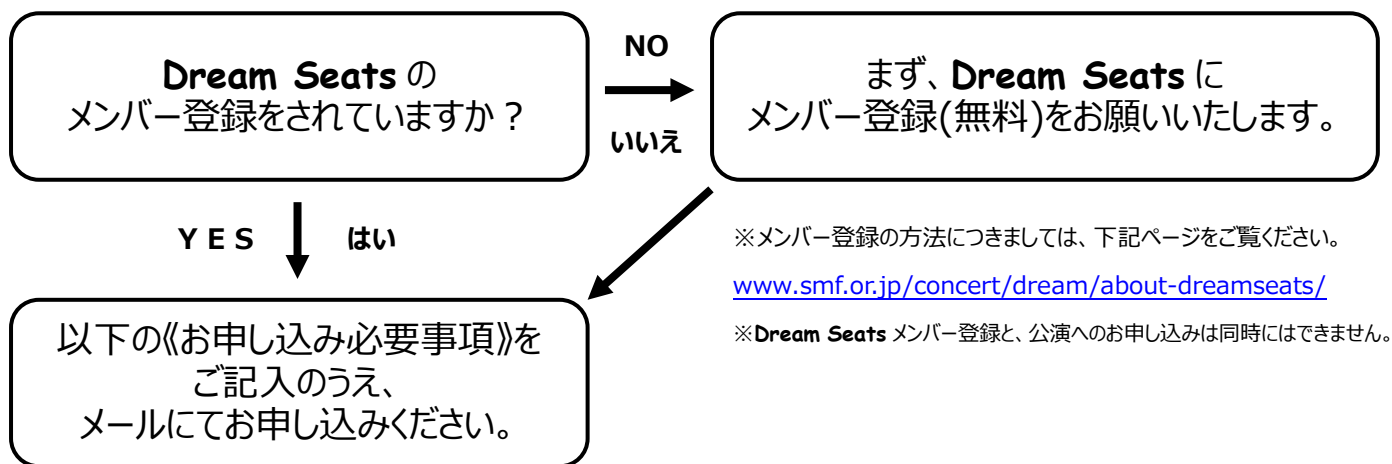 Dream Seats の
メンバー登録をされていますか？
NO
いいえ
まず、Dream Seats に
メンバー登録(無料)をお願いいたします。
ＹＥＳ
はい
※メンバー登録の方法につきましては、下記ページをご覧ください。
www.smf.or.jp/concert/dream/about-dreamseats/
※Dream Seats メンバー登録と、公演へのお申し込みは同時にはできません。
以下の《お申し込み必要事項》を
ご記入のうえ、
メールにてお申し込みください。